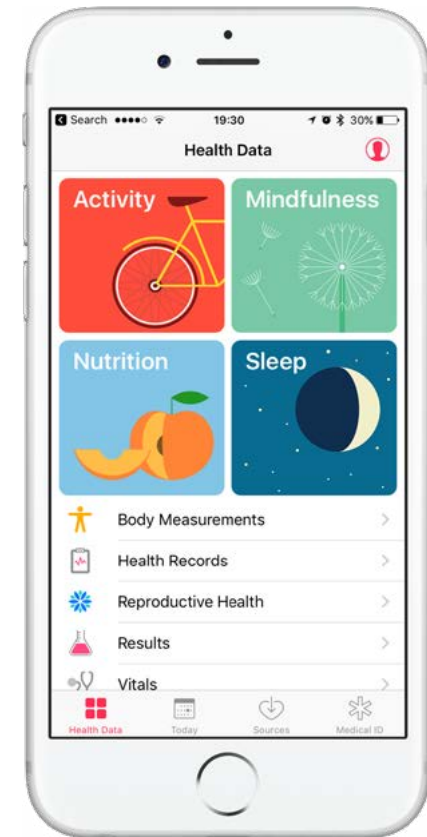 Search 19:30 30%
Health Data
Activity Mindfulness
Nutrition Sleep
Body Measurements
Health Records
Reproductive Health
Results
Vitals
Health Data Today Sources Medical ID